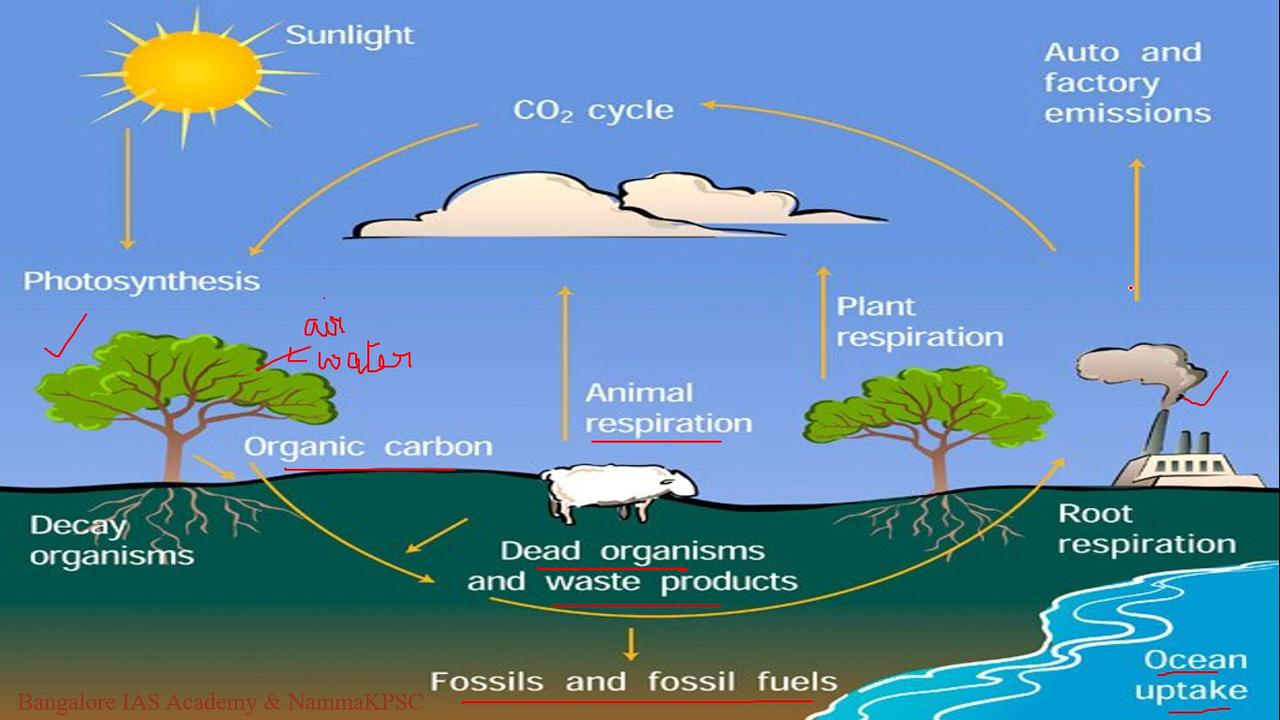 Sunlight
Auto and
factory
emissions
CO₂ cycle
Photosynthesis
Plant
respiration
air
water
Animal
respiration
Organic carbon
Decay
organisms
Dead organisms
and waste products
Root
respiration
Fossils and fossil fuels
Ocean
uptake
Bangalore IAS Academy & NammaKPSC